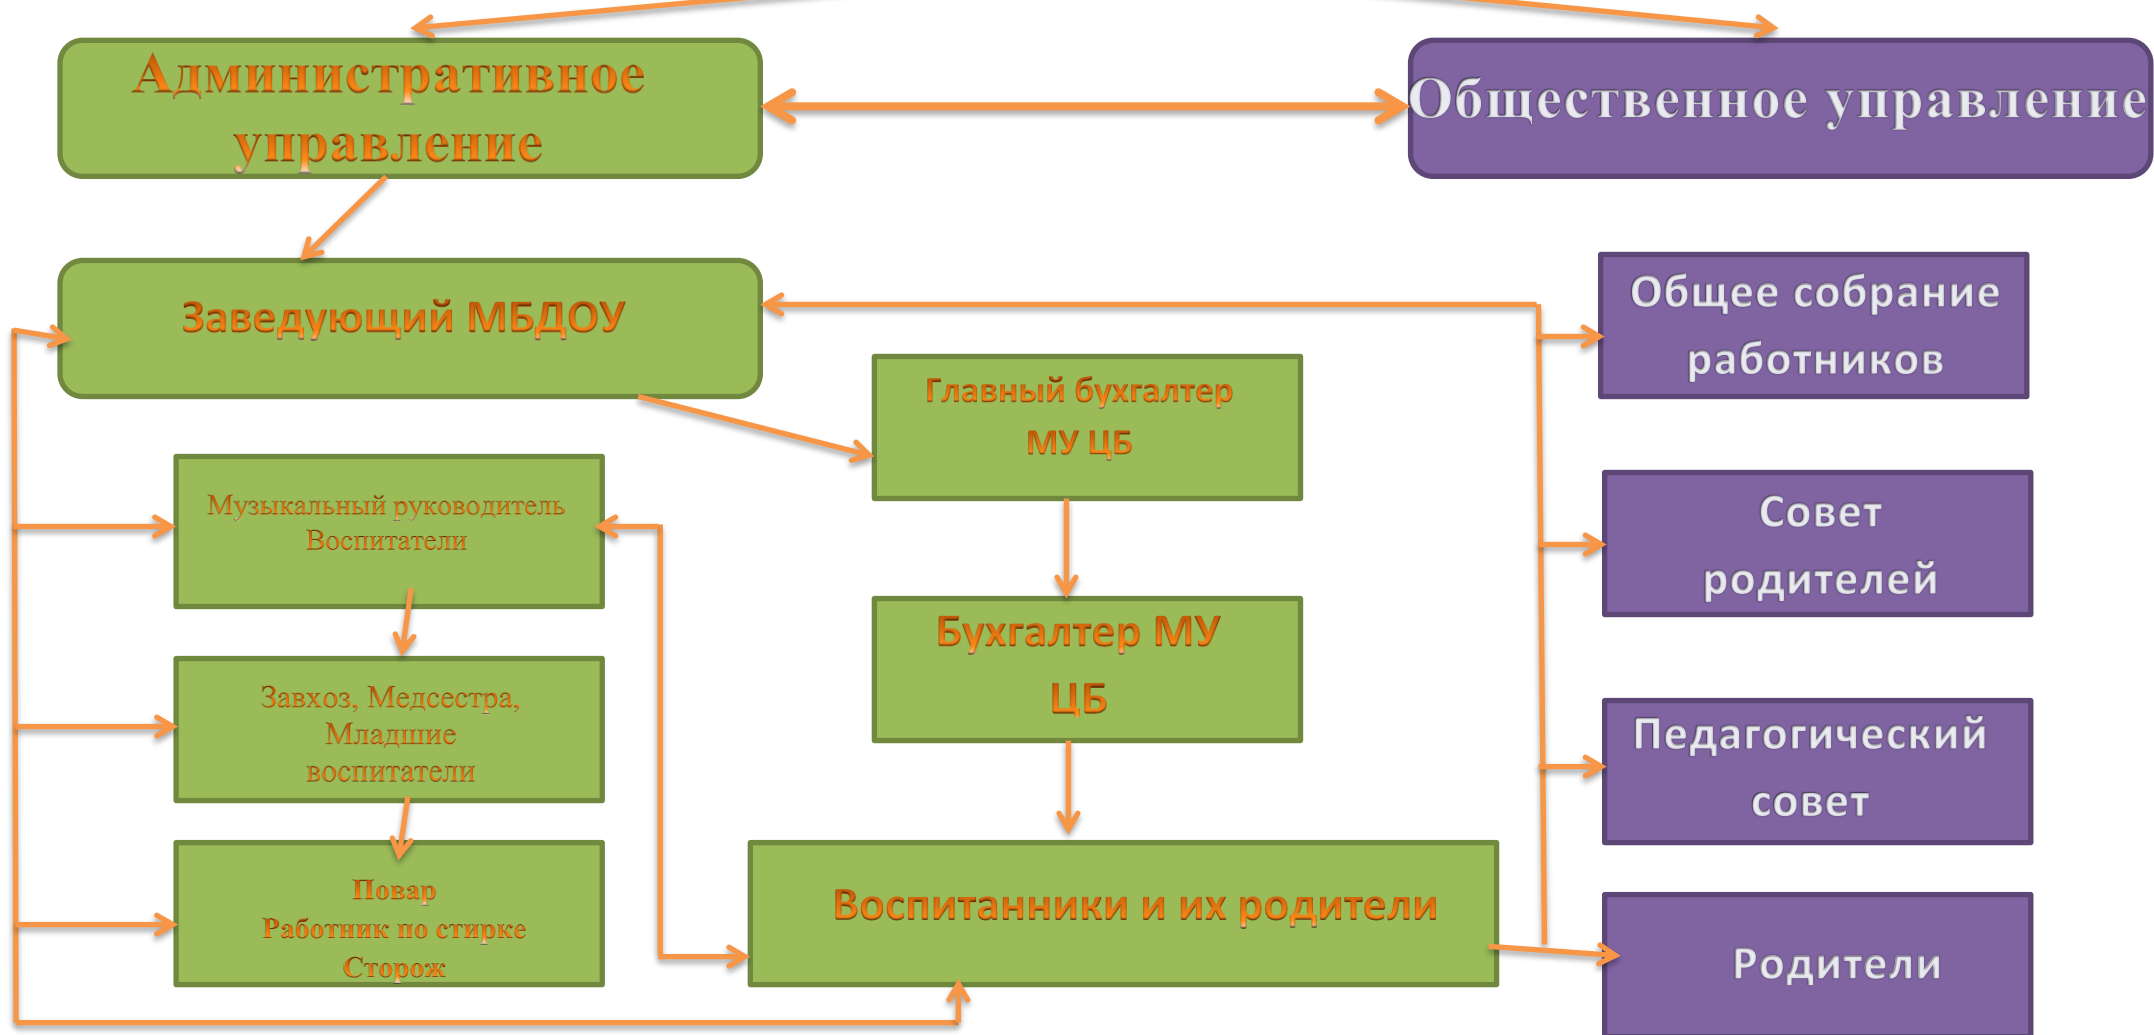 Административное
управление
Общественное управление
Заведующий МБДОУ
Общее собрание
работников
Главный бухгалтер
МУ ЦБ
Музыкальный руководитель
Воспитатели
Совет
родителей
Бухгалтер МУ
ЦБ
Завхоз, Медсестра,
Младшие
воспитатели
Педагогический
совет
Повар
Работник по стирке
Сторож
Воспитанники и их родители
Родители